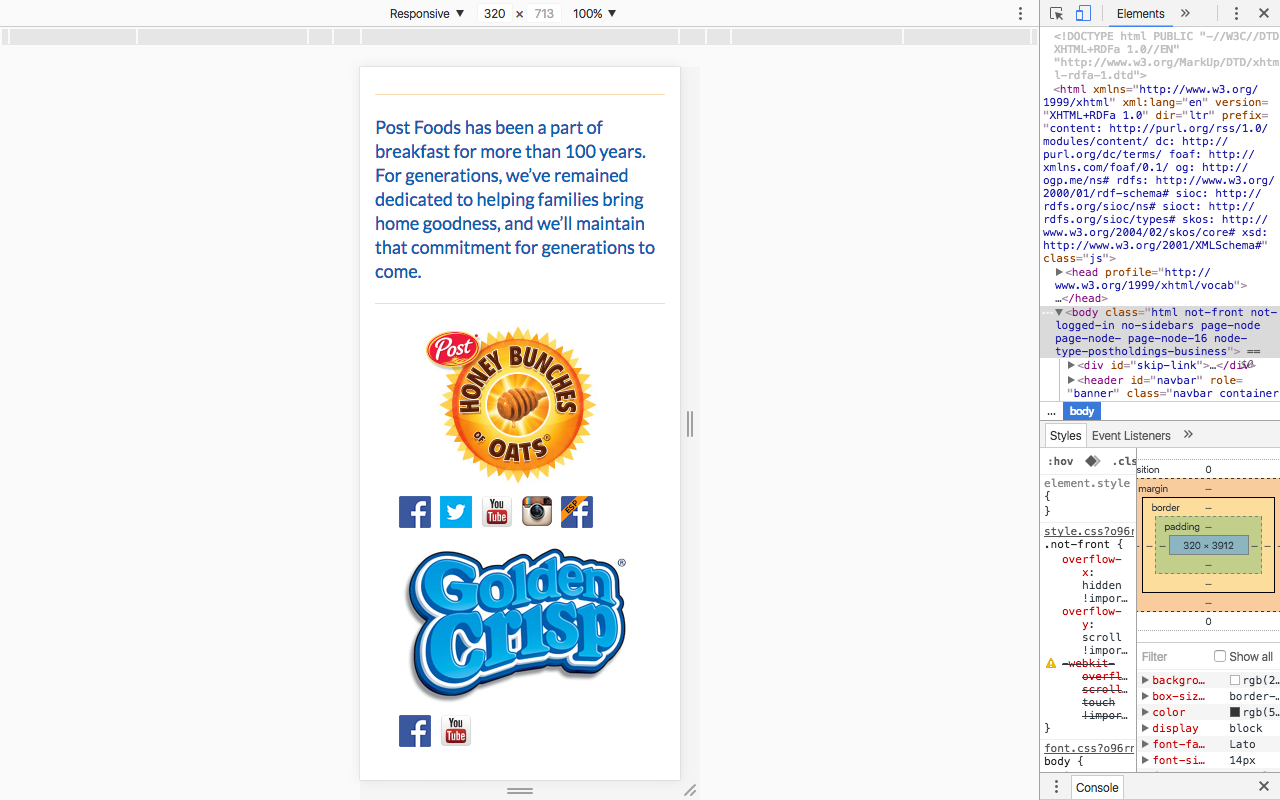 Responsive ▼ 320 × 713 100% ▼
Elements »
<!DOCTYPE html PUBLIC "-//W3C//DTD
XHTML+RDFa 1.0//EN"
"http://www.w3.org/MarkUp/DTD/xhtm
l-rdfa-1.dtd">
<html xmlns="http://www.w3.org/
1999/xhtml" xml:lang="en" version=
"XHTML+RDFa 1.0" dir="ltr" prefix=
"content: http://purl.org/rss/1.0/
modules/content/ dc: http://
purl.org/dc/terms/ foaf: http://
xmlns.com/foaf/0.1/ og: http://
ogp.me/ns# rdfs: http://www.w3.org/
2000/01/rdf-schema# sioc: http://
rdfs.org/sioc/ns# sioct: http://
rdfs.org/sioc/types# skos: http://
www.w3.org/2004/02/skos/core# xsd:
http://www.w3.org/2001/XMLSchema#"
class="js">
▶<head profile="http://
www.w3.org/1999/xhtml/vocab">
…</head>
▼<body class="html not-front not-
logged-in no-sidebars page-node
page-node- page-node-16 node-
type-postholdings-business"> ==
▶<div id="skip-link">…</div>
▶<header id="navbar" role=
"banner" class="navbar container
... body
Styles Event Listeners »
:hov .cls
element.style
{
}
style.css?o96r
.not-front {
overflow-
x:
hidden
!impor…
overflow-
y:
scroll
!impor…
-webkit-
overfl…
scroll…
touch
!impor…
}
font.css?o96rr
body {
sition 0
margin –
border –
padding –
– – 320 × 3912 – –
–
–
–
0
Filter Show all
▶ backgro… rgb(2…
▶ box-siz… border-…
▶ color rgb(5…
▶ display block
▶ font-fa… Lato
▶ font-si… 14px
Console
Post Foods has been a part of
breakfast for more than 100 years.
For generations, we've remained
dedicated to helping families bring
home goodness, and we'll maintain
that commitment for generations to
come.
Post
HONEY BUNCHES
OF OATS®
f You Tube ESP f
Golden ®
Crisp
f You Tube